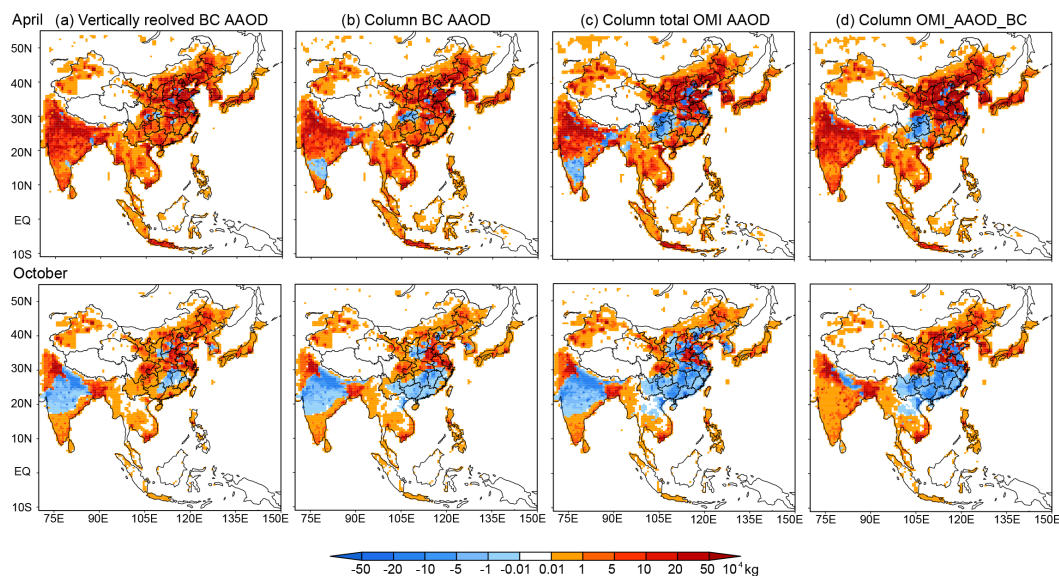 April (a) Vertically reolved BC AAOD (b) Column BC AAOD (c) Column total OMI AAOD (d) Column OMI_AAOD_BC
50N
40N
30N
20N
10N
EQ
10S
October
50N
40N
30N
20N
10N
EQ
10S
75E 90E 105E 120E 135E 150E 75E 90E 105E 120E 135E 150E 75E 90E 105E 120E 135E 150E 75E 90E 105E 120E 135E 150E
-50 -20 -10 -5 -1 -0.01 0.01 1 5 10 20 50 10⁴ kg